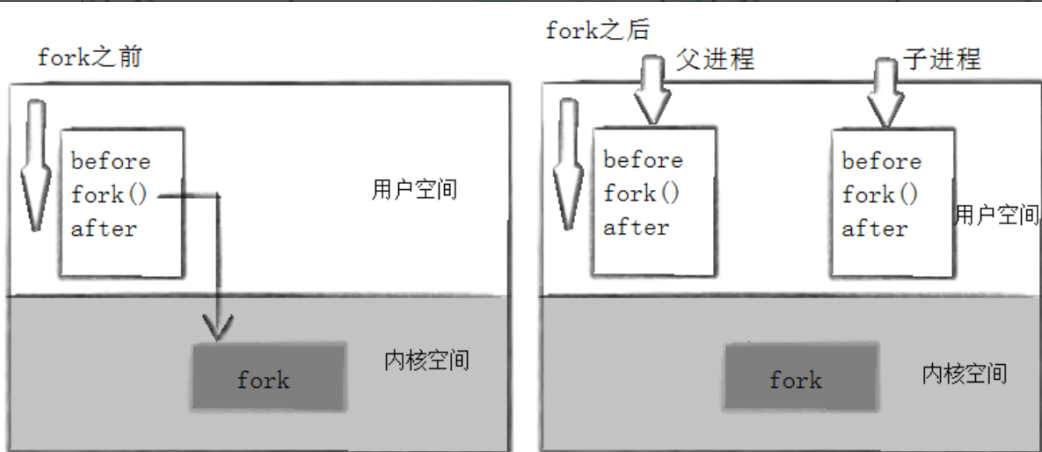 fork之前
before
fork()
after
用户空间
内核空间
fork
fork之后
父进程
子进程
before
fork()
after
before
fork()
after
用户空间
内核空间
fork